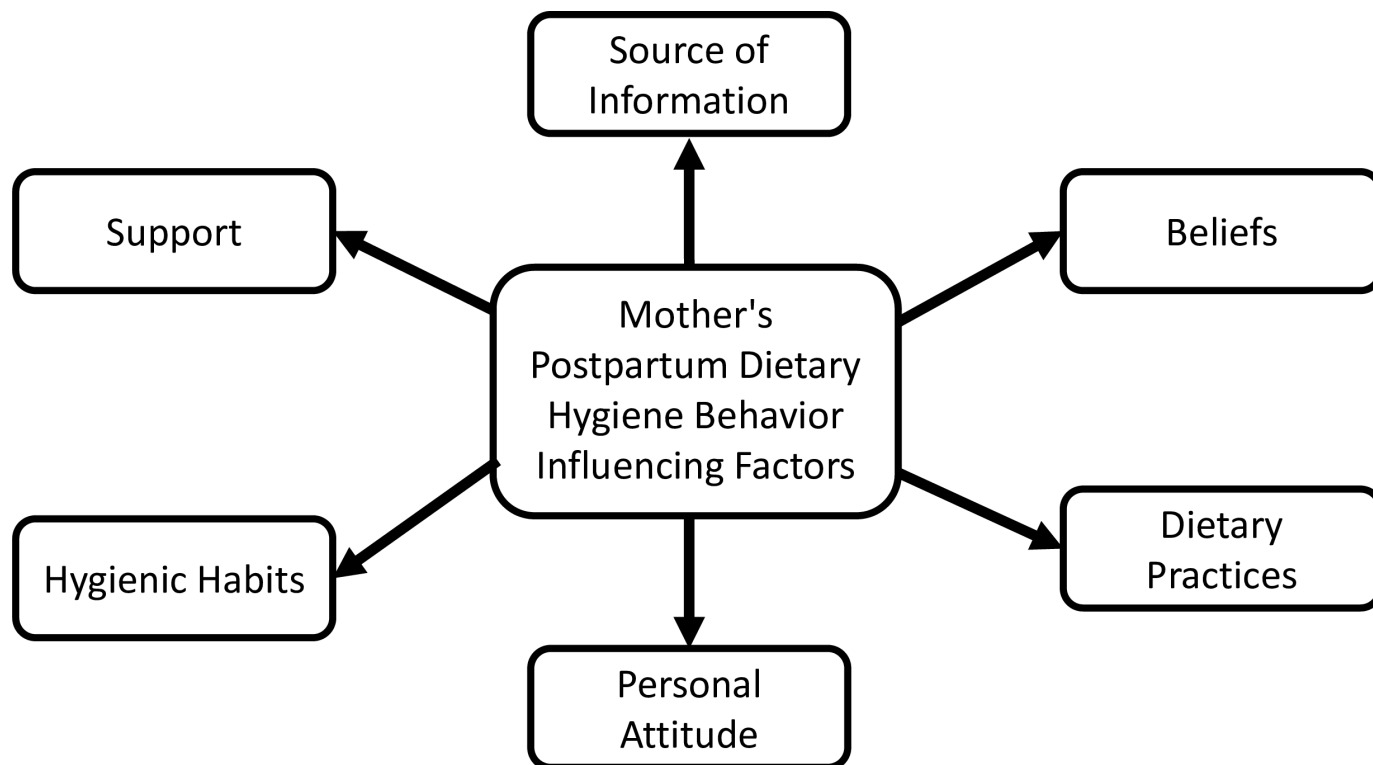 Source of
Information
Support
Beliefs
Mother's
Postpartum Dietary
Hygiene Behavior
Influencing Factors
Hygienic Habits
Dietary
Practices
Personal
Attitude